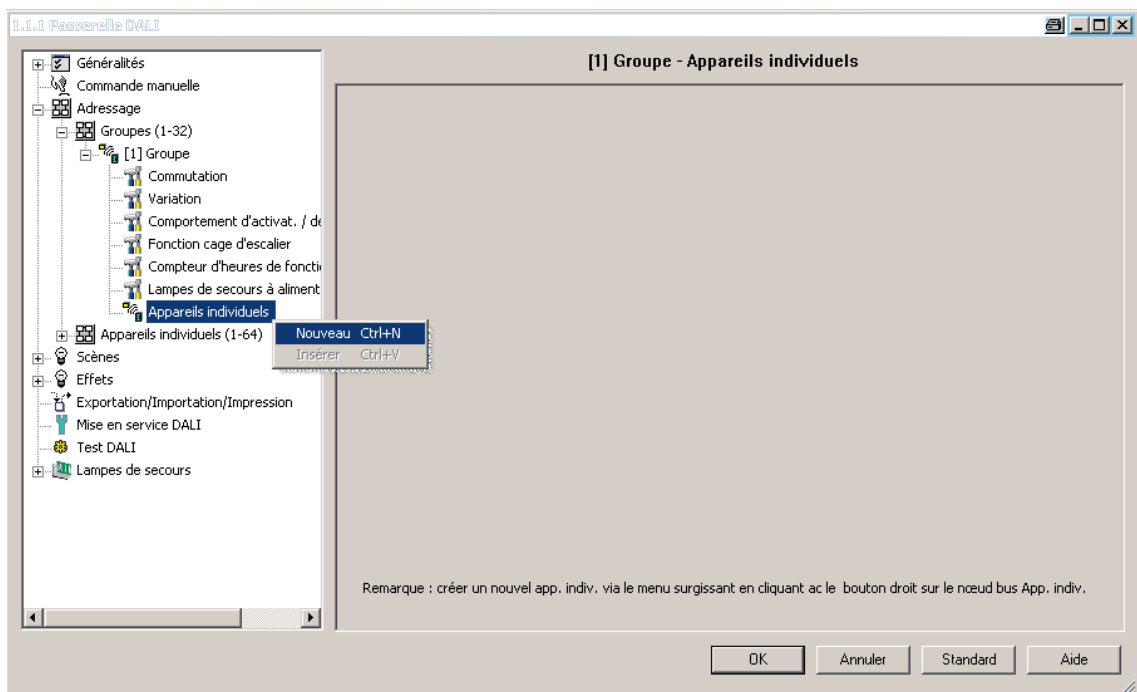 1.1.1 Passerelle DALI
[1] Groupe - Appareils individuels
Généralités
Commande manuelle
Adressage
Groupes (1-32)
[1] Groupe
Commutation
Variation
Comportement d'activat. / de
Fonction cage d'escalier
Compteur d'heures de foncti
Lampes de secours à aliment
Appareils individuels
Appareils individuels (1-64)
Nouveau Ctrl+N
Insérer Ctrl+V
Scènes
Effets
Exportation/Importation/Impression
Mise en service DALI
Test DALI
Lampes de secours
Remarque : créer un nouvel app. indiv. via le menu surgissant en cliquant ac le bouton droit sur le nœud bus App. indiv.
OK Annuler Standard Aide